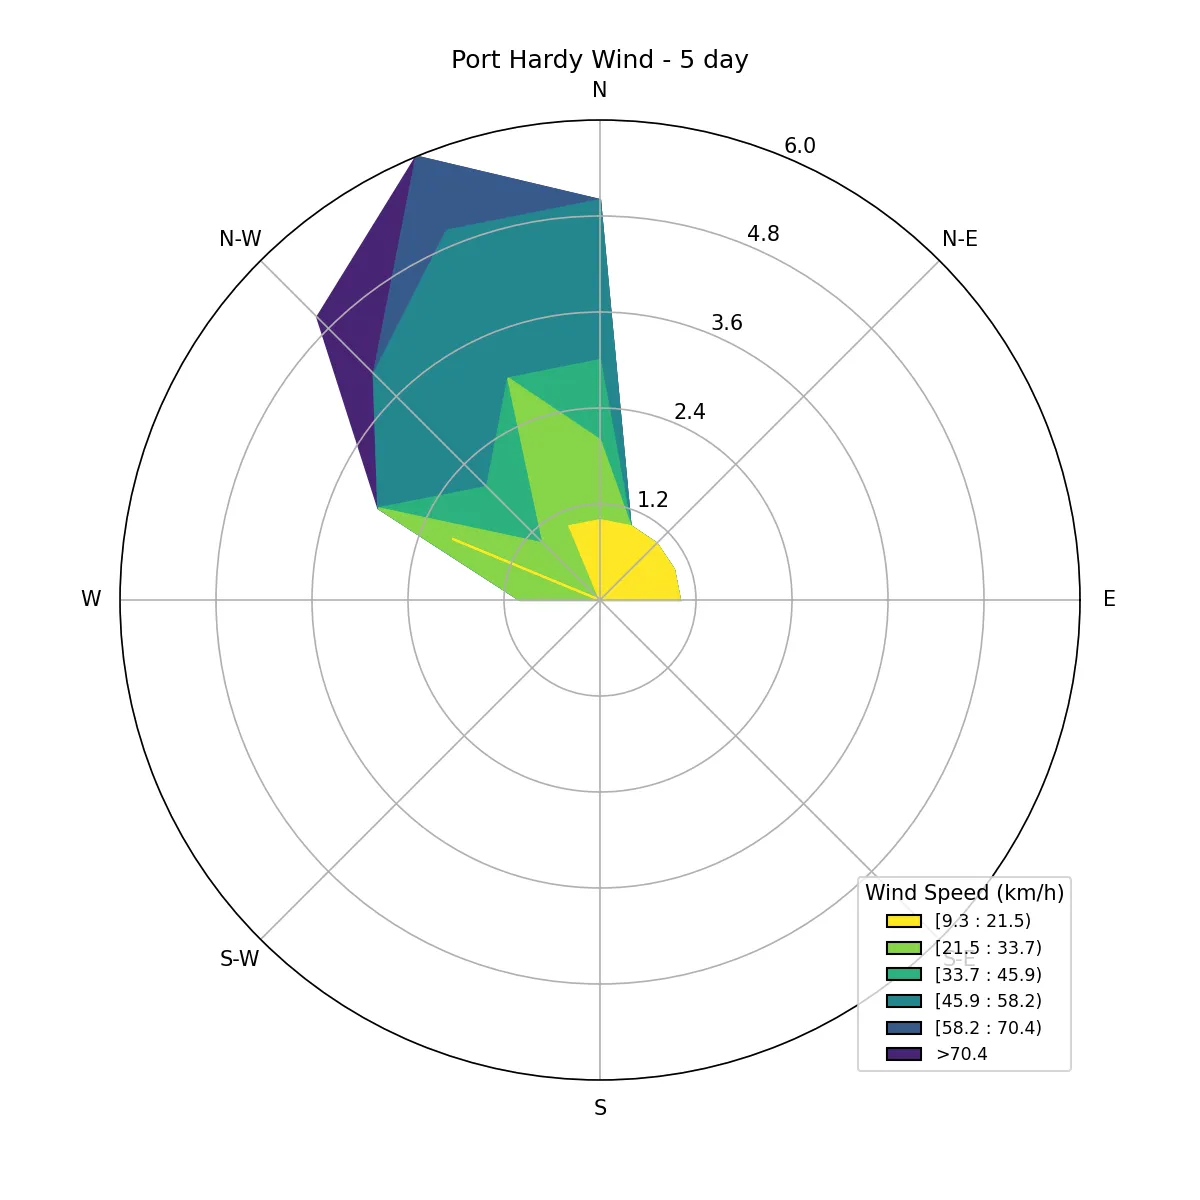 Port Hardy Wind - 5 day
N
6.0
4.8
N-W
N-E
3.6
2.4
1.2
W
E
Wind Speed (km/h)
[9.3 : 21.5)
[21.5 : 33.7)
S-W
S-E
[33.7 : 45.9)
[45.9 : 58.2)
[58.2 : 70.4)
>70.4
S